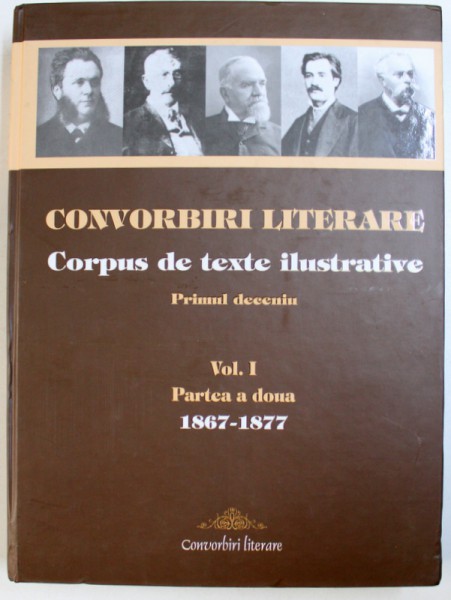 CONVORBIRI LITERARE
Corpus de texte ilustrative
Primul deceniu
Vol. I
Partea a doua
1867-1877
Convorbiri literare